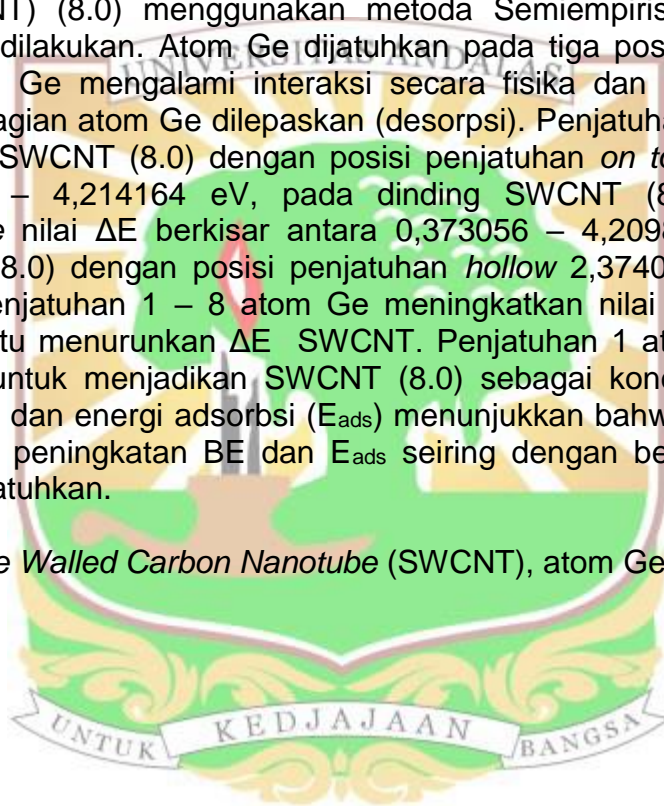 NT) (8.0) menggunakan metoda Semiempiris
dilakukan. Atom Ge dijatuhkan pada tiga pos
UNIVERSITAS ANDALAS
Ge mengalami interaksi secara fisika dan
agian atom Ge dilepaskan (desorpsi). Penjatuha
SWCNT (8.0) dengan posisi penjatuhan on to
– 4,214164 eV, pada dinding SWCNT (8
e nilai ΔE berkisar antara 0,373056 – 4,209
8.0) dengan posisi penjatuhan hollow 2,3740
enjatuhan 1 – 8 atom Ge meningkatkan nilai
tu menurunkan ΔE SWCNT. Penjatuhan 1 at
untuk menjadikan SWCNT (8.0) sebagai kond
dan energi adsorbsi (Eads) menunjukkan bahw
peningkatan BE dan Eads seiring dengan be
atuhkan.
e Walled Carbon Nanotube (SWCNT), atom Ge
UNTUK KEDJAJAAN BANGSA